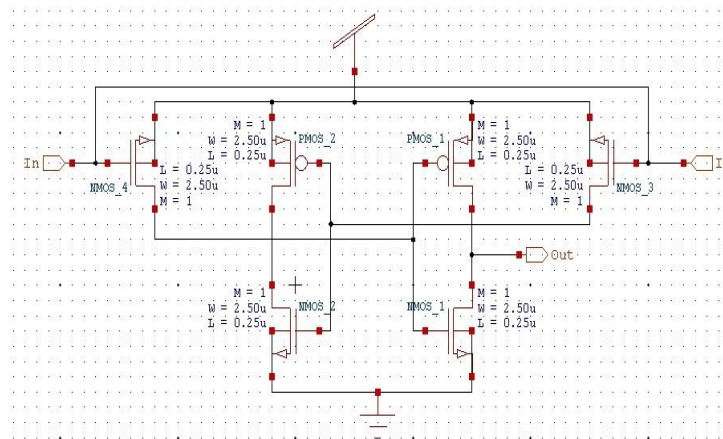 M = 1
W = 2.50u
L = 0.25u
PMOS_2
PMOS_1
M = 1
W = 2.50u
L = 0.25u
In
NMOS_4
L = 0.25u
W = 2.50u
M = 1
L = 0.25u
W = 2.50u
M = 1
NMOS_3
I
Out
M = 1
W = 2.50u
L = 0.25u
NMOS_2
NMOS_1
M = 1
W = 2.50u
L = 0.25u